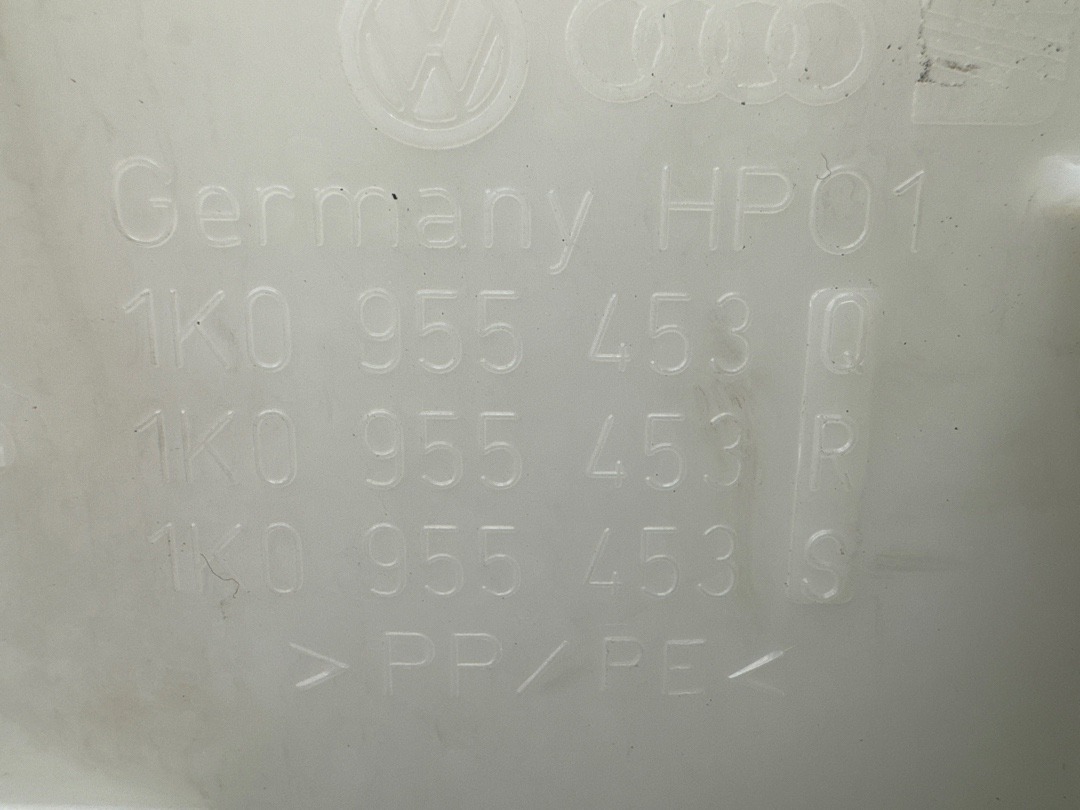 Germany HP01
1K0 955 453 Q
1K0 955 453 R
1K0 955 453 S
>PP/PE<